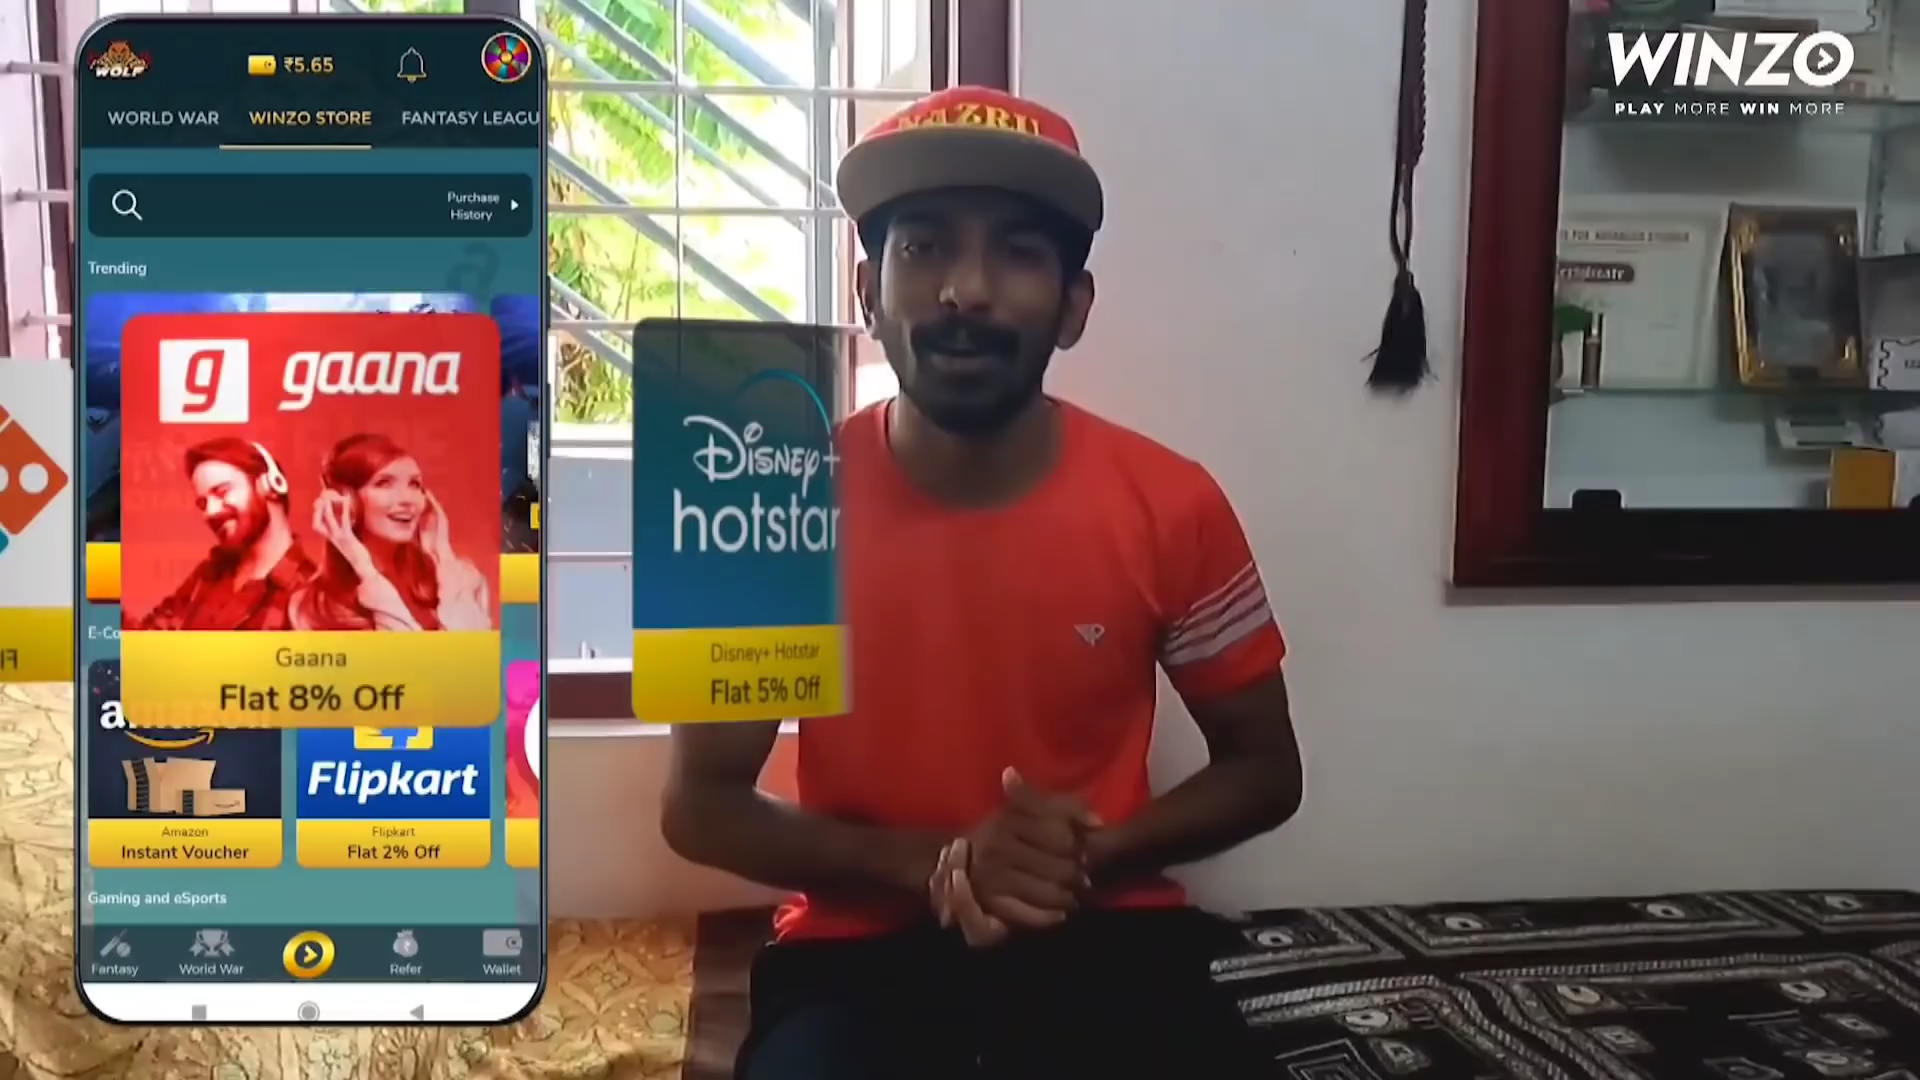 WOLF
₹5.65
WORLD WAR
WINZO STORE
FANTASY LEAGU
Purchase
History
Trending
g gaana
Gaana
Flat 8% Off
Disney+
hotstar
Disney+ Hotstar
Flat 5% Off
Flipkart
Amazon
Instant Voucher
Flipkart
Flat 2% Off
Gaming and eSports
Fantasy
World War
Refer
Wallet
NAZRU
WINZO
PLAY MORE WIN MORE
Certificate